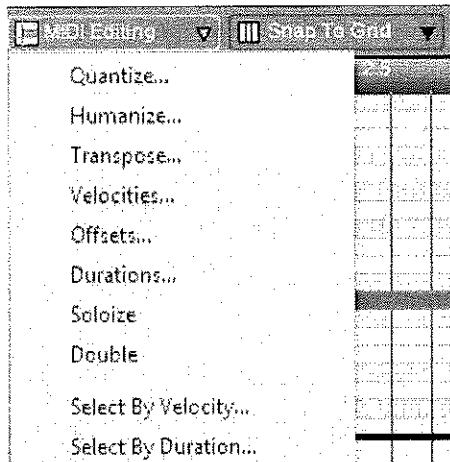 MIDI Editing Snap To Grid
Quantize...
Humanize...
Transpose...
Velocities...
Offsets...
Durations...
Soloize
Double
Select By Velocity...
Select By Duration...